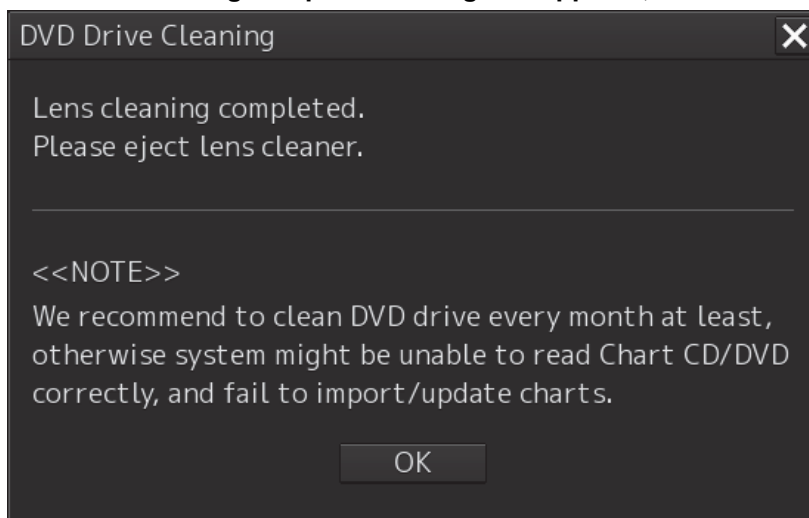 DVD Drive Cleaning
Lens cleaning completed.
Please eject lens cleaner.
<<NOTE>>
We recommend to clean DVD drive every month at least,
otherwise system might be unable to read Chart CD/DVD
correctly, and fail to import/update charts.
OK